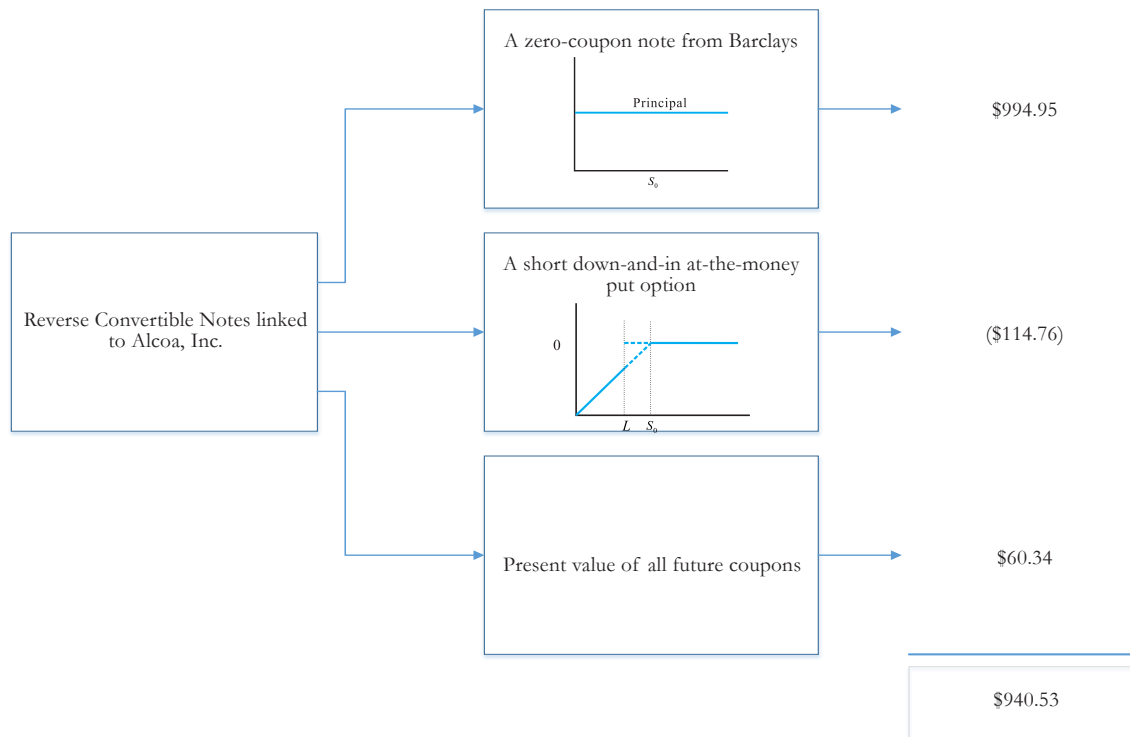 A zero-coupon note from Barclays
Principal
S₀
$994.95
Reverse Convertible Notes linked
to Alcoa, Inc.
A short down-and-in at-the-money
put option
0
L S₀
($114.76)
Present value of all future coupons
$60.34
$940.53